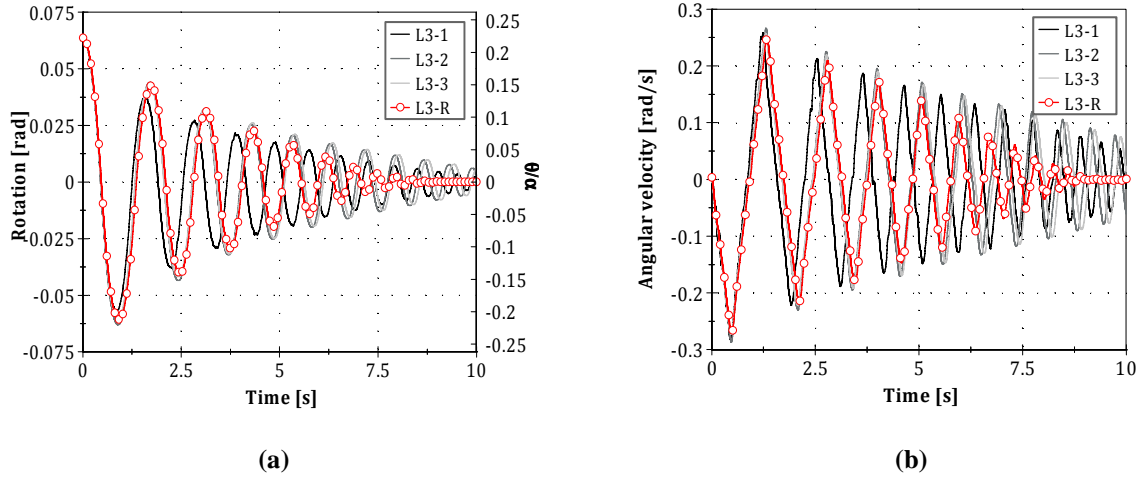 0.075
0.05
0.025
0
-0.025
-0.05
-0.075
Rotation [rad]
0.25
0.2
0.15
0.1
0.05
0
-0.05
-0.1
-0.15
-0.2
-0.25
θ/α
L3-1
L3-2
L3-3
L3-R
0 2.5 5 7.5 10
Time [s]
(a)
0.3
0.2
0.1
0
-0.1
-0.2
-0.3
Angular velocity [rad/s]
L3-1
L3-2
L3-3
L3-R
0 2.5 5 7.5 10
Time [s]
(b)